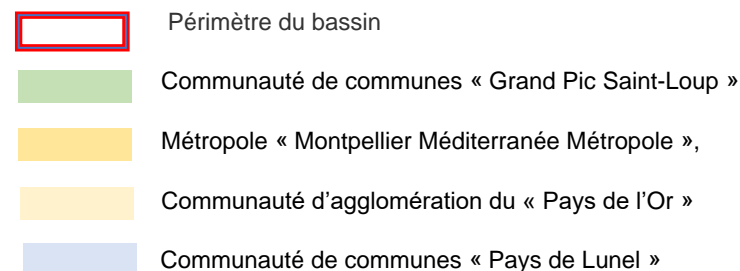 Périmètre du bassin
Communauté de communes « Grand Pic Saint-Loup »
Métropole « Montpellier Méditerranée Métropole »,
Communauté d’agglomération du « Pays de l’Or »
Communauté de communes « Pays de Lunel »